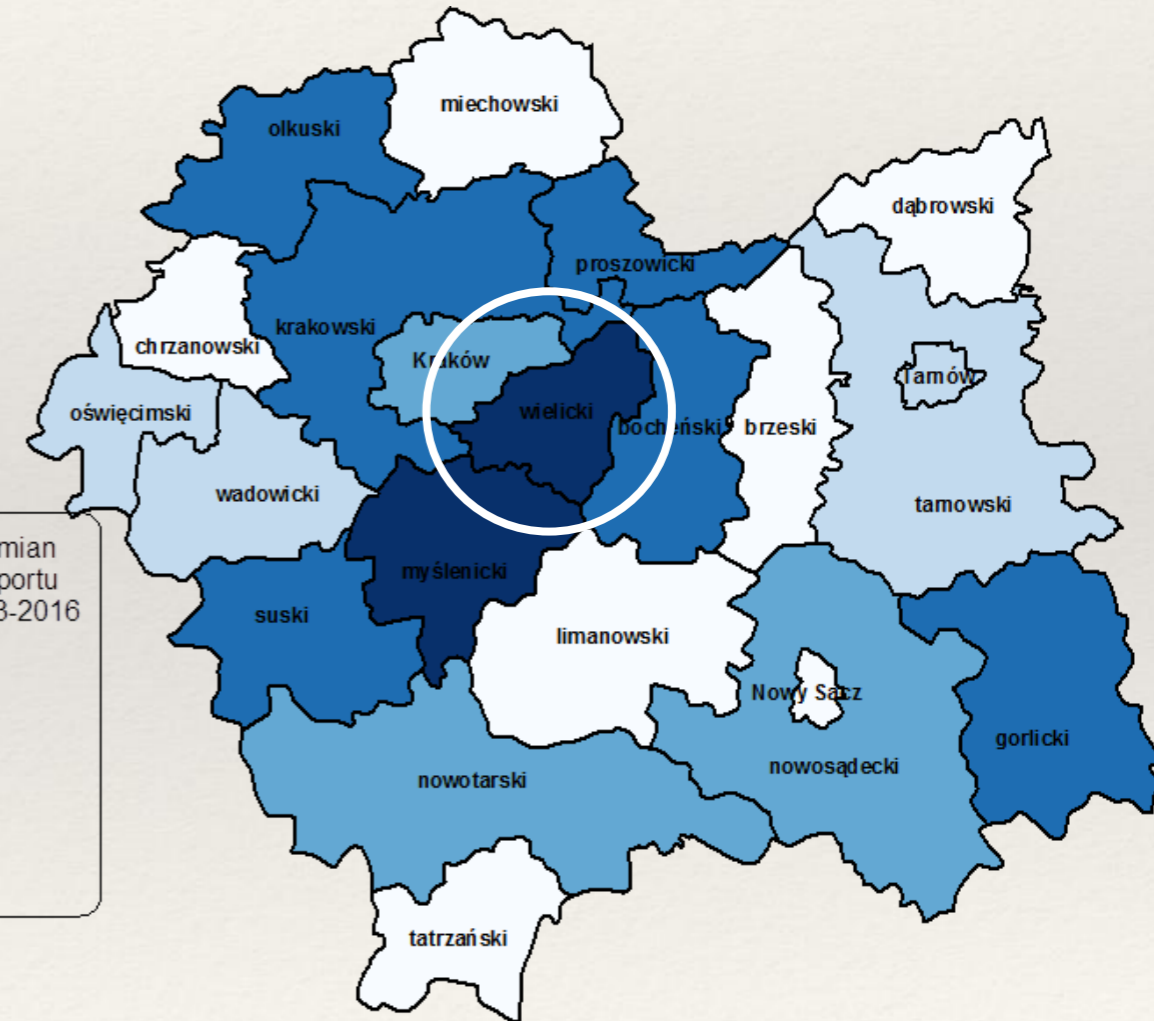 miechowski
olkuski
dąbrowski
proszowicki
krakowski
chrzanowski
Kraków
Tarnów
oświęcimski
wielicki
bocheński
brzeski
wadowicki
tarnowski
mian
portu
-2016
myślenicki
suski
limanowski
Nowy Sącz
gorlicki
nowosądecki
nowotarski
tatrzański